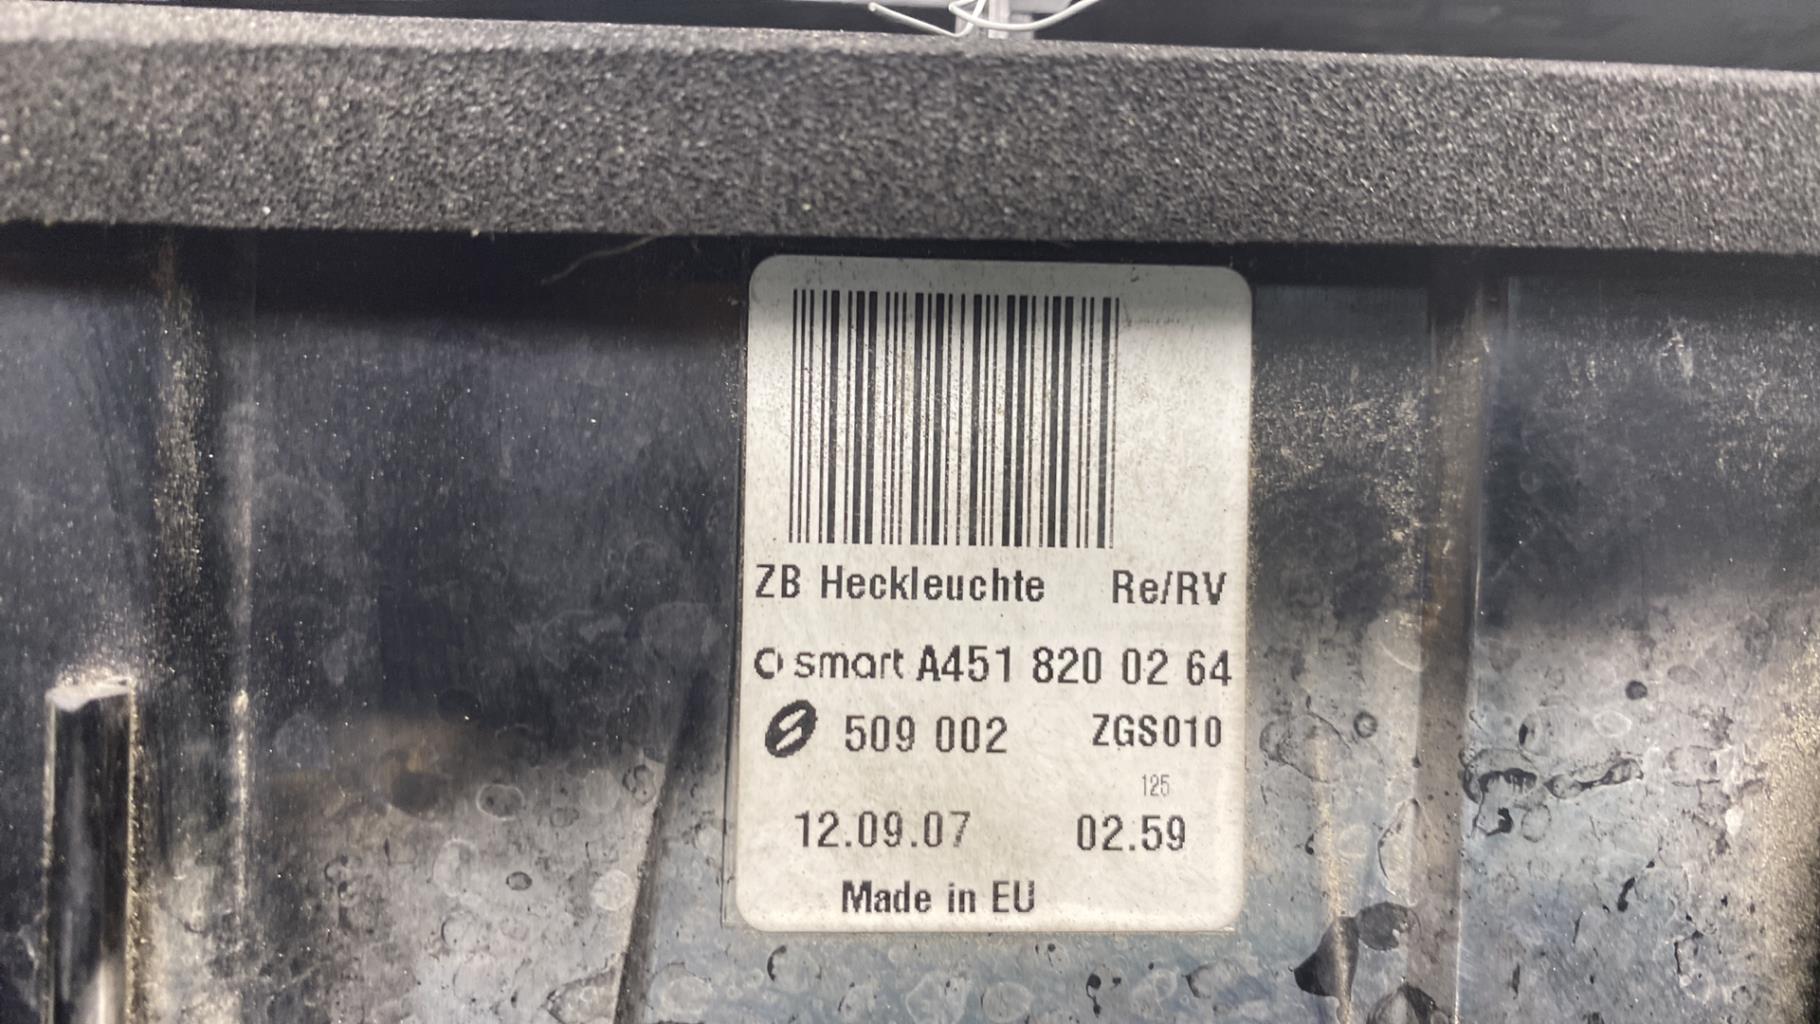 ZB Heckleuchte Re/RV
smart A451 820 02 64
509 002 ZGS010
125
12.09.07 02.59
Made in EU